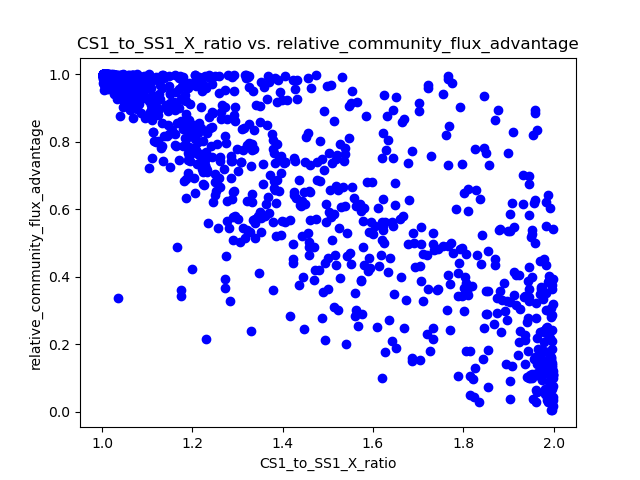 CS1_to_SS1_X_ratio vs. relative_community_flux_advantage
relative_community_flux_advantage
1.0
0.8
0.6
0.4
0.2
0.0
1.0 1.2 1.4 1.6 1.8 2.0
CS1_to_SS1_X_ratio